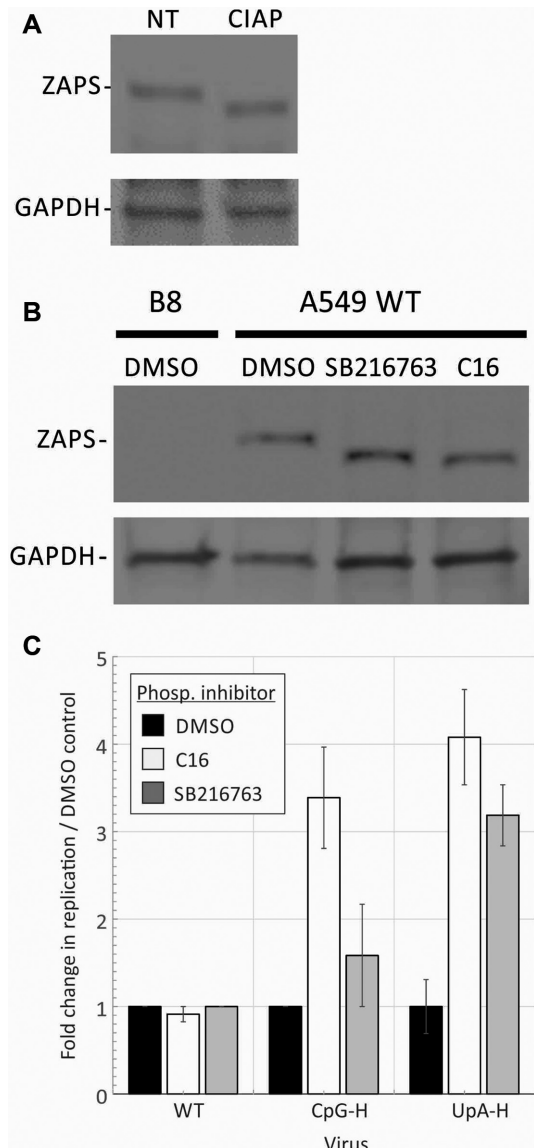 A
NT CIAP
ZAPS-
GAPDH-
B
B8 A549 WT
DMSO DMSO SB216763 C16
ZAPS-
GAPDH-
C
Fold change in replication / DMSO control
5
4
3
2
1
0
Phosp. inhibitor
DMSO
C16
SB216763
WT CpG-H UpA-H
Virus